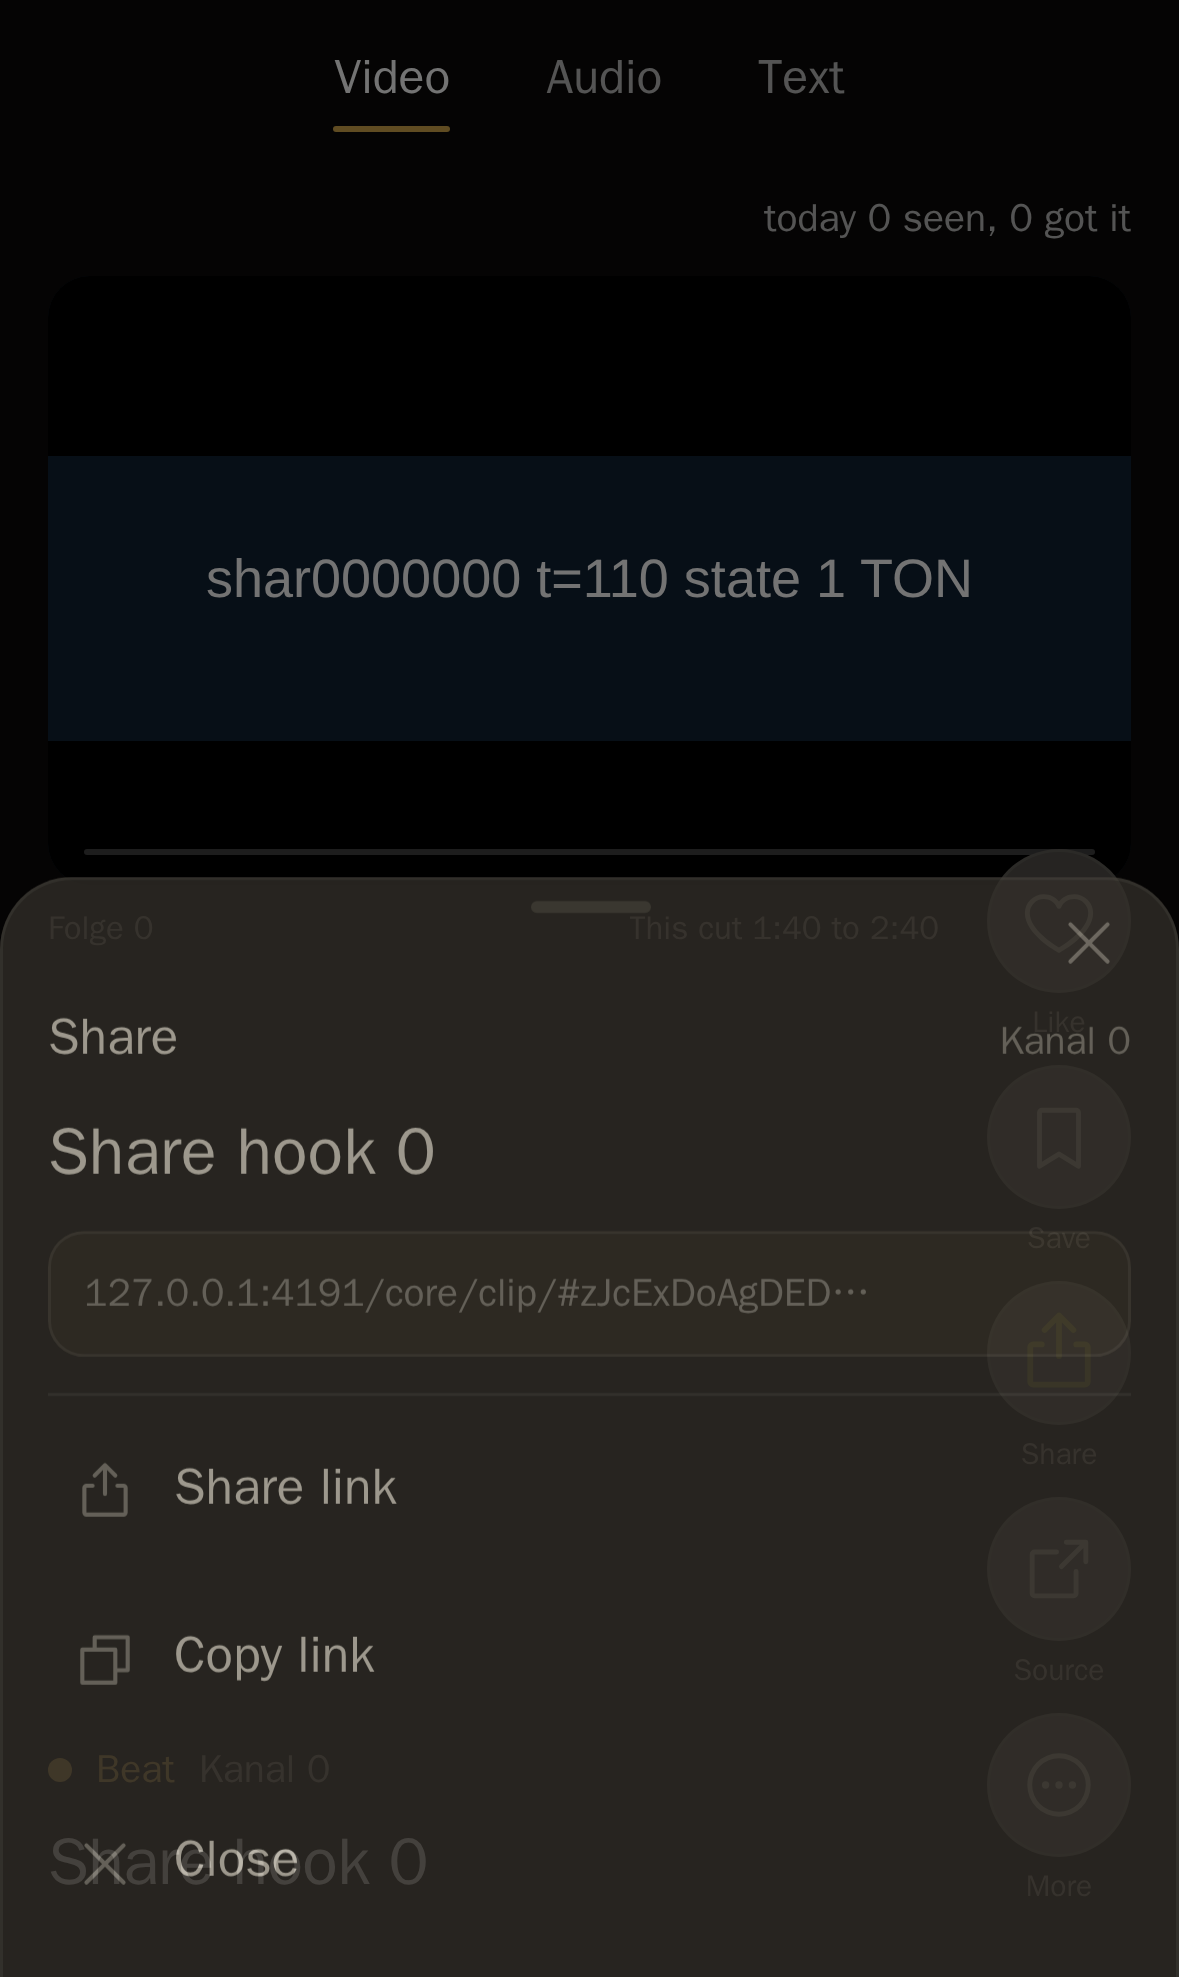 Video Audio Text
today 0 seen, 0 got it
shar0000000 t=110 state 1 TON
Folge 0 This cut 1:40 to 2:40
Like
Share Kanal 0
Share hook 0
Save
127.0.0.1:4191/core/clip/#zJcExDoAgDED…
Share
Share link
Copy link
Source
Beat Kanal 0
Share hook 0
Close
More